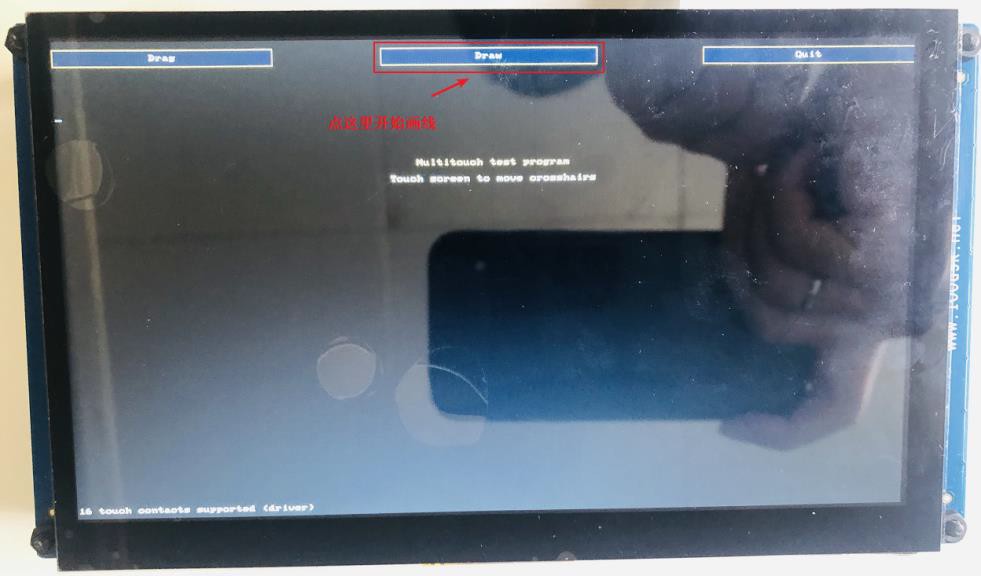 Drag
Draw
Quit
点这里开始画线
Multitouch test program
Touch screen to move crosshairs
16 touch contacts supported (driver)